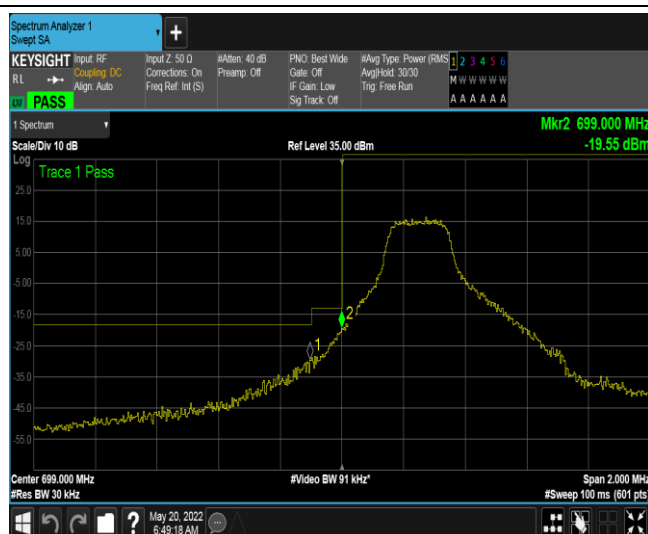 Spectrum Analyzer 1
Swept SA
+
KEYSIGHT
RL
LW PASS
Input: RF
Coupling: DC
Align: Auto
Input Z: 50 Ω
Corrections: On
Freq Ref: Int (S)
#Atten: 40 dB
Preamp: Off
PNO: Best Wide
Gate: Off
IF Gain: Low
Sig Track: Off
#Avg Type: Power (RMS
Avg|Hold: 30/30
Trig: Free Run
1 2 3 4 5 6
M W W W W W
A A A A A A
1 Spectrum
Mkr2 699.000 MHz
Scale/Div 10 dB
Ref Level 35.00 dBm
-19.55 dBm
Log
Trace 1 Pass
25.0
15.0
5.00
-5.00
-15.0
-25.0
-35.0
-45.0
-55.0
1
2
Center 699.000 MHz
#Video BW 91 kHz*
Span 2.000 MHz
#Res BW 30 kHz
#Sweep 100 ms (601 pts)
?
May 20, 2022
6:49:18 AM